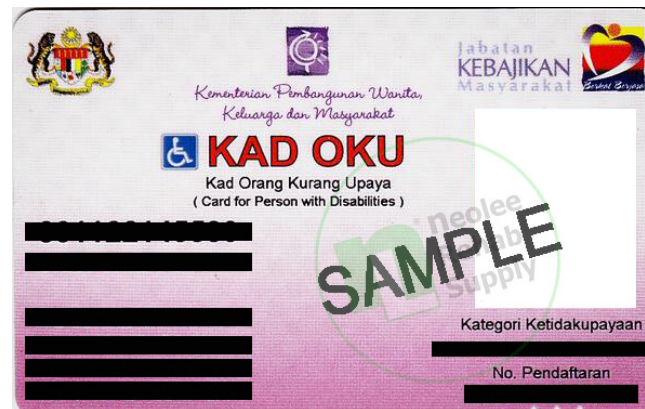 Kementerian Pembangunan Wanita,
Keluarga dan Masyarakat
Jabatan
KEBAJIKAN
Masyarakat
Berkat Berjasa
KAD OKU
Kad Orang Kurang Upaya
( Card for Person with Disabilities )
neolee
Supply
SAMPLE
Kategori Ketidakupayaan
No. Pendaftaran